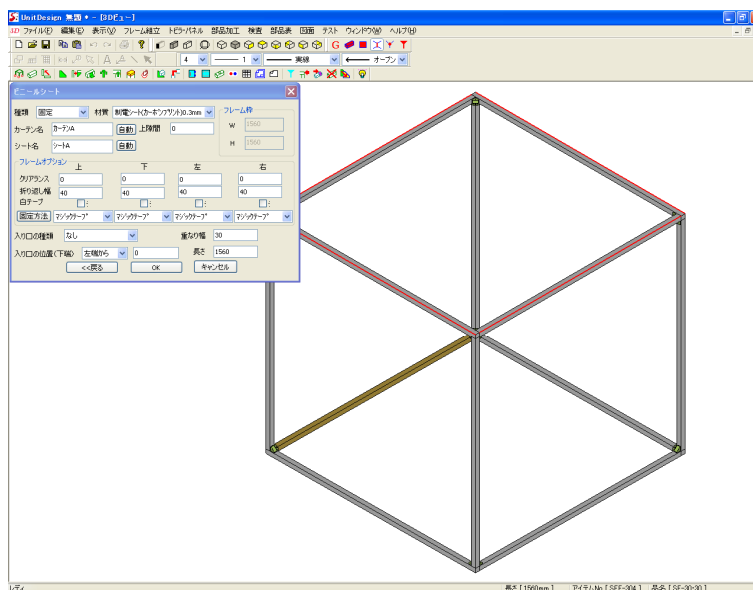 UnitDesign 無題 * - [3Dビュー]
3D ファイル(F) 編集(E) 表示(V) フレーム組立 トビラ・パネル 部品加工 検査 部品表 図面 テスト ウィンドウ(W) ヘルプ(H)
4 1 実線 オープン
ビニールシート
種類 固定 材質 制電シート(カーボンプリント)0.3mm フレーム枠
カーテン名 カーテンA 自動 上隙間 0 W 1560
シート名 シートA 自動 H 1560
フレームオプション
上 下 左 右
クリアランス 0 0 0 0
折り返し幅 40 40 40 40
白テープ
固定方法 マジックテープ マジックテープ マジックテープ マジックテープ
入り口の種類 なし 重なり幅 30
入り口の位置(下端) 左端から 0 長さ 1560
<<戻る OK キャンセル
レディ 長さ [ 1560mm ] アイテムNo [ SFF-304 ] 品名 [ SF-30・30 ]